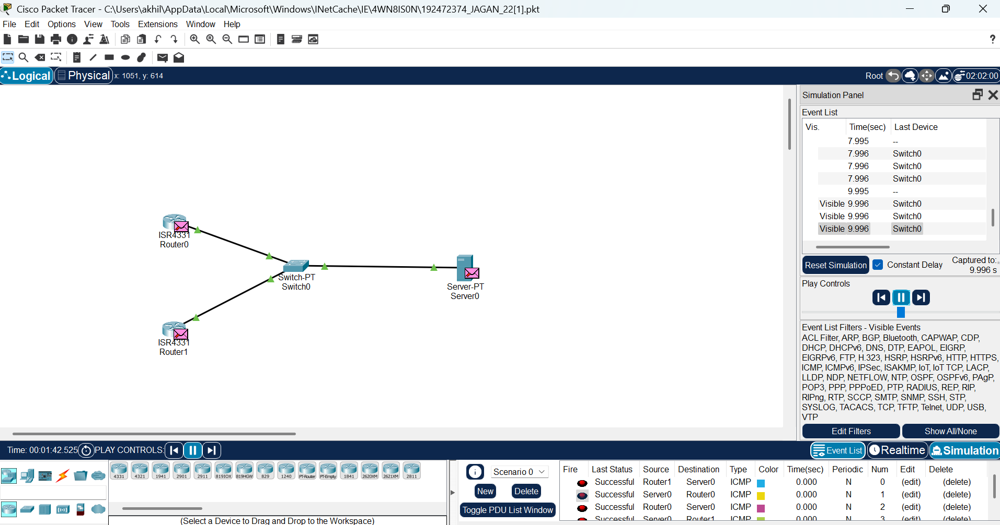 Cisco Packet Tracer - C:\Users\akhil\AppData\Local\Microsoft\Windows\INetCache\IE\4WN8IS0N\192472374_JAGAN_22[1].pkt
File Edit Options View Tools Extensions Window Help
?
Logical Physical x: 1051, y: 614 Root 02:02:00
Simulation Panel
Event List
Vis. Time(sec) Last Device
7.995 --
7.996 Switch0
7.996 Switch0
7.996 Switch0
9.995 --
Visible 9.996 Switch0
Visible 9.996 Switch0
Visible 9.996 Switch0
Reset Simulation Constant Delay Captured to:
9.996 s
Play Controls
Event List Filters - Visible Events
ACL Filter, ARP, BGP, Bluetooth, CAPWAP, CDP,
DHCP, DHCPv6, DNS, DTP, EAPOL, EIGRP,
EIGRPv6, FTP, H.323, HSRP, HSRPv6, HTTP, HTTPS,
ICMP, ICMPv6, IPSec, ISAKMP, IoT, IoT TCP, LACP,
LLDP, NDP, NETFLOW, NTP, OSPF, OSPFv6, PAgP,
POP3, PPP, PPPoED, PTP, RADIUS, REP, RIP,
RIPng, RTP, SCCP, SMTP, SNMP, SSH, STP,
SYSLOG, TACACS, TCP, TFTP, Telnet, UDP, USB,
VTP
Edit Filters Show All/None
ISR4331
Router0
Switch-PT
Switch0
Server-PT
Server0
ISR4331
Router1
Time: 00:01:42.525 PLAY CONTROLS: Event List Realtime Simulation
4331 4321 1941 2901 2911 819IOX 819HGW 829 1240 PT-Router PT-Empty 1841 2620XM 2621XM 2811
(Select a Device to Drag and Drop to the Workspace)
Scenario 0
New Delete
Toggle PDU List Window
Fire Last Status Source Destination Type Color Time(sec) Periodic Num Edit Delete
Successful Router1 Server0 ICMP 0.000 N 0 (edit) (delete)
Successful Server0 Router0 ICMP 0.000 N 1 (edit) (delete)
Successful Router0 Server0 ICMP 0.000 N 2 (edit) (delete)
Successful Server0 Router1 ICMP 0.000 N 3 (edit) (delete)